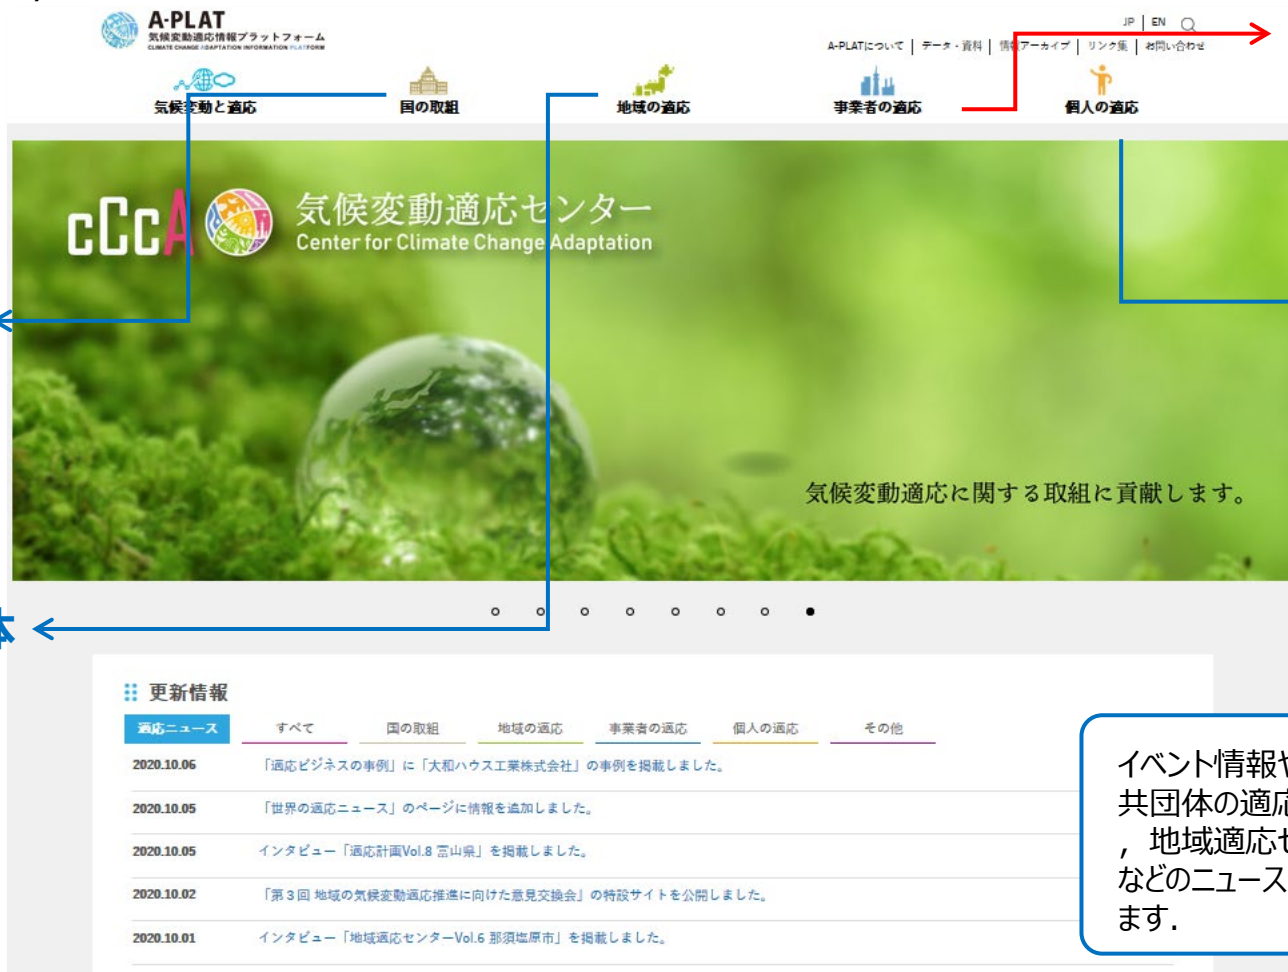 A-PLAT
気候変動適応情報プラットフォーム
CLIMATE CHANGE ADAPTATION INFORMATION PLATFORM
JP | EN
A-PLATについて | データ・資料 | 情報アーカイブ | リンク集 | お問い合わせ
気候変動と適応
国の取組
地域の適応
事業者の適応
個人の適応
cCcA
気候変動適応センター
Center for Climate Change Adaptation
気候変動適応に関する取組に貢献します。
更新情報
適応ニュース すべて 国の取組 地域の適応 事業者の適応 個人の適応 その他
2020.10.06 「適応ビジネスの事例」に「大和ハウス工業株式会社」の事例を掲載しました。
2020.10.05 「世界の適応ニュース」のページに情報を追加しました。
2020.10.05 インタビュー「適応計画Vol.8 富山県」を掲載しました。
2020.10.02 「第3回 地域の気候変動適応推進に向けた意見交換会」の特設サイトを公開しました。
2020.10.01 インタビュー「地域適応センターVol.6 那須塩原市」を掲載しました。
イベント情報
共団体の適
，地域適応
などのニュース
ます．